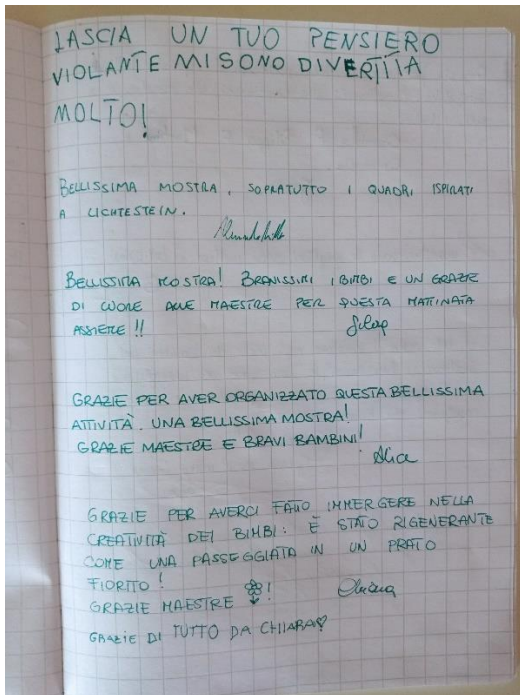 LASCIA UN TUO PENSIERO
VIOLANTE MI SONO DIVERTITA
MOLTO!
BELLISSIMA MOSTRA, SOPRATUTTO I QUADRI ISPIRATI
A LICHTESTEIN.
BELLISSIMA MOSTRA! BRAVISSIMI I BIMBI E UN GRAZIE
DI CUORE ALLE MAESTRE PER QUESTA MATTINATA
ASSIEME !!
GRAZIE PER AVER ORGANIZZATO QUESTA BELLISSIMA
ATTIVITÀ. UNA BELLISSIMA MOSTRA!
GRAZIE MAESTRE E BRAVI BAMBINI!
Alice
GRAZIE PER AVERCI FATTO IMMERGERE NELLA
CREATIVITÀ DEI BIMBI: È STATO RIGENERANTE
COME UNA PASSEGGIATA IN UN PRATO
FIORITO!
GRAZIE MAESTRE !
GRAZIE DI TUTTO DA CHIARA